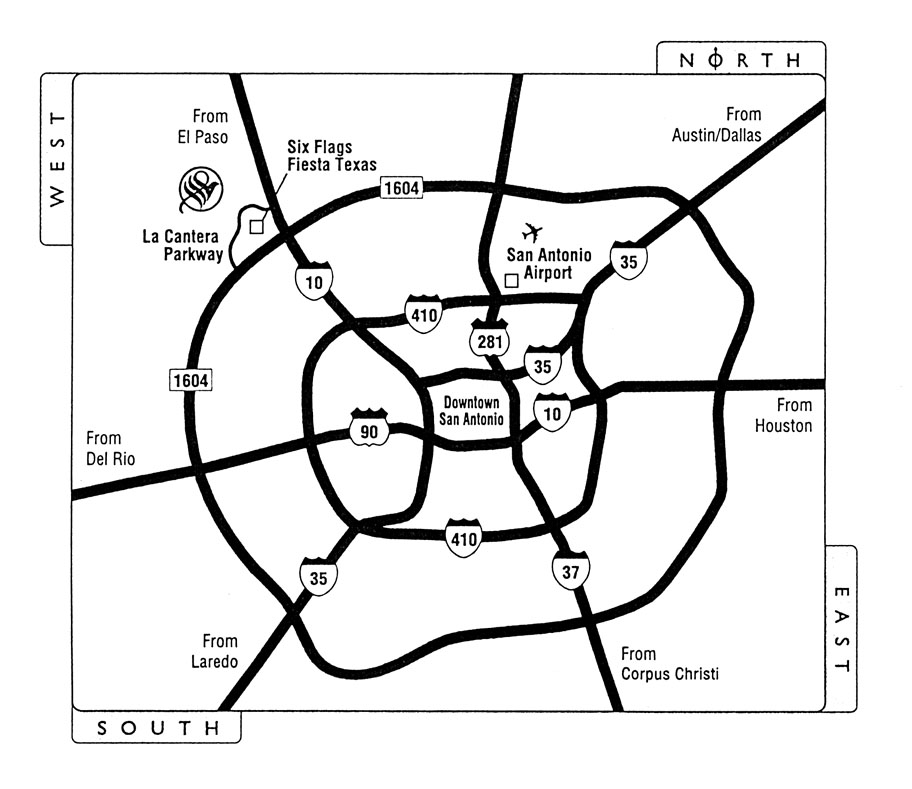 NORTH
WEST
From
El Paso
From
Austin/Dallas
Six Flags
Fiesta Texas
1604
La Cantera
Parkway
San Antonio
Airport
35
10
410
281
35
1604
Downtown
San Antonio
10
From
Houston
90
From
Del Rio
410
35
37
EAST
From
Laredo
From
Corpus Christi
SOUTH